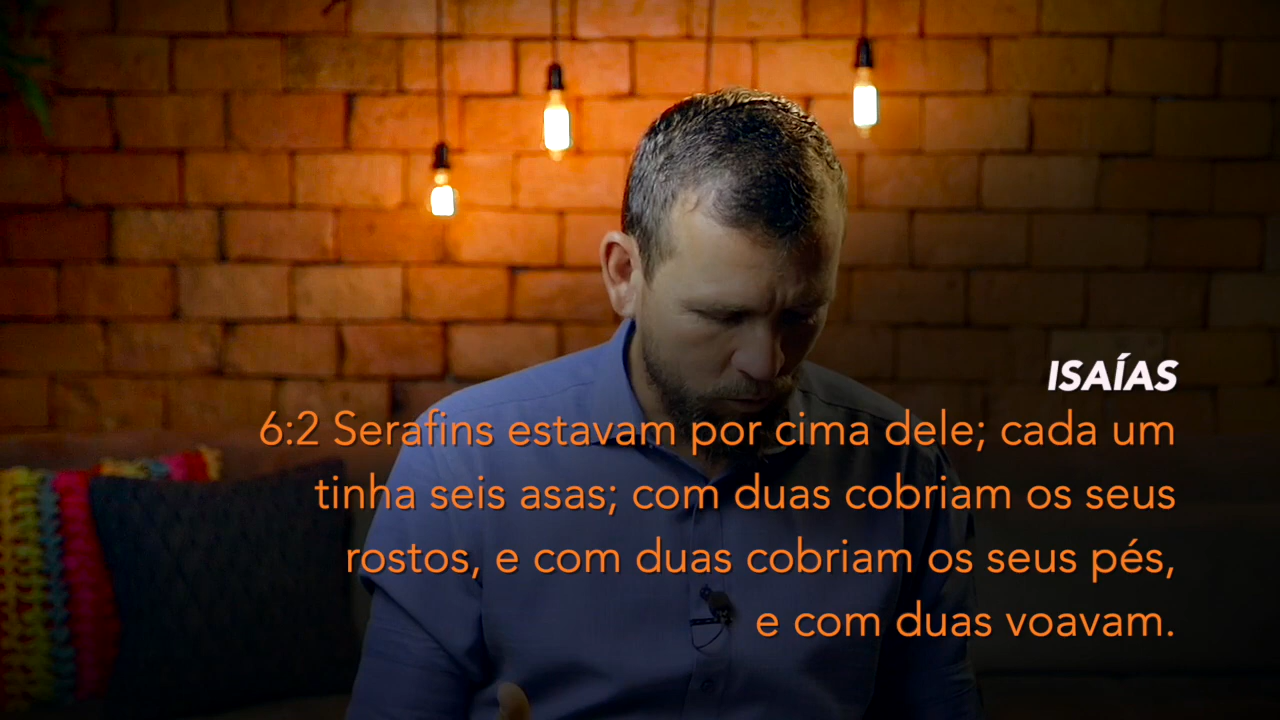 ISAÍAS
6:2 Serafins estavam por cima dele; cada um
tinha seis asas; com duas cobriam os seus
rostos, e com duas cobriam os seus pés,
e com duas voavam.